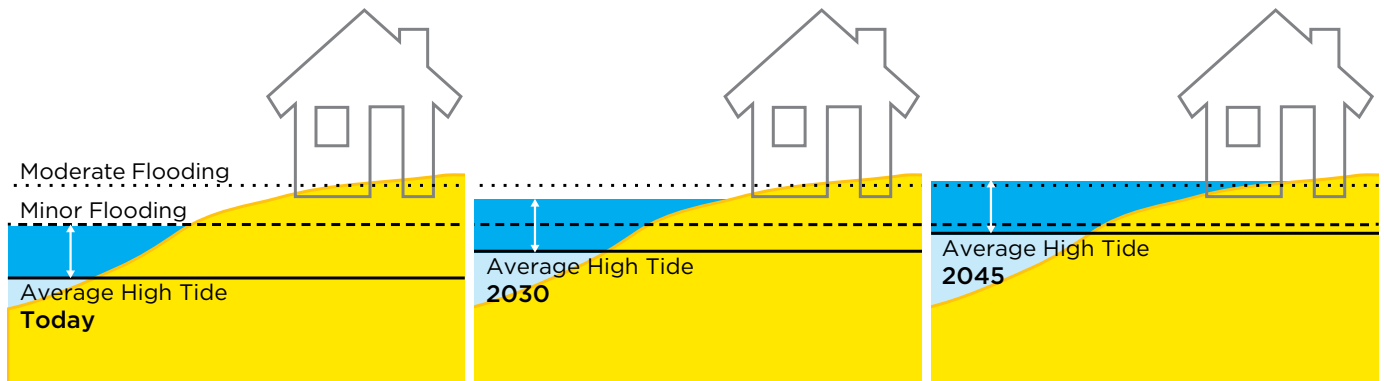 Moderate Flooding
Minor Flooding
Average High Tide
Today
Average High Tide
2030
Average High Tide
2045